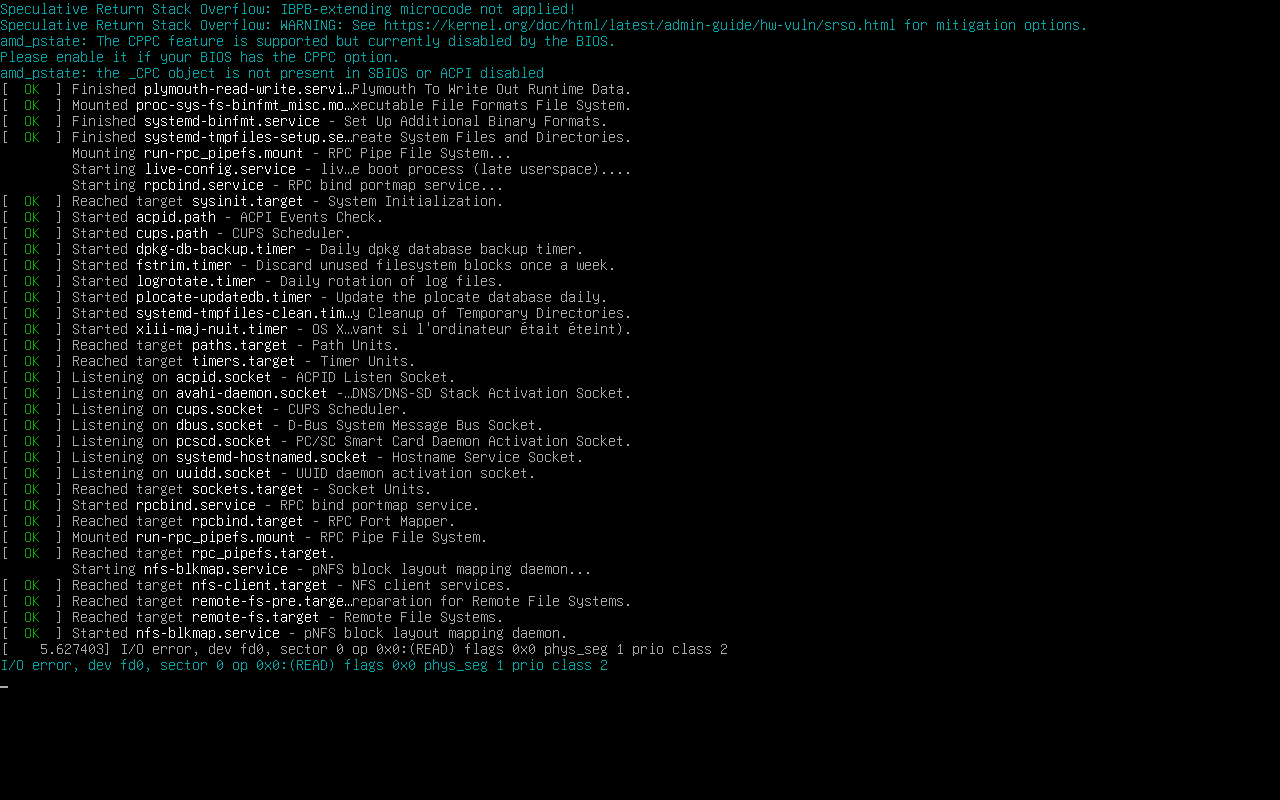 Speculative Return Stack Overflow: IBPB-extending microcode not applied!
Speculative Return Stack Overflow: WARNING: See https://kernel.org/doc/html/latest/admin-guide/hw-vuln/srso.html for mitigation options.
amd_pstate: The CPPC feature is supported but currently disabled by the BIOS.
Please enable it if your BIOS has the CPPC option.
amd_pstate: the _CPC object is not present in SBIOS or ACPI disabled
[  OK  ] Finished plymouth-read-write.servi…Plymouth To Write Out Runtime Data.
[  OK  ] Mounted proc-sys-fs-binfmt_misc.mo…xecutable File Formats File System.
[  OK  ] Finished systemd-binfmt.service - Set Up Additional Binary Formats.
[  OK  ] Finished systemd-tmpfiles-setup.se…reate System Files and Directories.
         Mounting run-rpc_pipefs.mount - RPC Pipe File System...
         Starting live-config.service - liv…e boot process (late userspace)....
         Starting rpcbind.service - RPC bind portmap service...
[  OK  ] Reached target sysinit.target - System Initialization.
[  OK  ] Started acpid.path - ACPI Events Check.
[  OK  ] Started cups.path - CUPS Scheduler.
[  OK  ] Started dpkg-db-backup.timer - Daily dpkg database backup timer.
[  OK  ] Started fstrim.timer - Discard unused filesystem blocks once a week.
[  OK  ] Started logrotate.timer - Daily rotation of log files.
[  OK  ] Started plocate-updatedb.timer - Update the plocate database daily.
[  OK  ] Started systemd-tmpfiles-clean.tim…y Cleanup of Temporary Directories.
[  OK  ] Started xiii-maj-nuit.timer - OS X…vant si l'ordinateur était éteint).
[  OK  ] Reached target paths.target - Path Units.
[  OK  ] Reached target timers.target - Timer Units.
[  OK  ] Listening on acpid.socket - ACPID Listen Socket.
[  OK  ] Listening on avahi-daemon.socket -…DNS/DNS-SD Stack Activation Socket.
[  OK  ] Listening on cups.socket - CUPS Scheduler.
[  OK  ] Listening on dbus.socket - D-Bus System Message Bus Socket.
[  OK  ] Listening on pcscd.socket - PC/SC Smart Card Daemon Activation Socket.
[  OK  ] Listening on systemd-hostnamed.socket - Hostname Service Socket.
[  OK  ] Listening on uuidd.socket - UUID daemon activation socket.
[  OK  ] Reached target sockets.target - Socket Units.
[  OK  ] Started rpcbind.service - RPC bind portmap service.
[  OK  ] Reached target rpcbind.target - RPC Port Mapper.
[  OK  ] Mounted run-rpc_pipefs.mount - RPC Pipe File System.
[  OK  ] Reached target rpc_pipefs.target.
         Starting nfs-blkmap.service - pNFS block layout mapping daemon...
[  OK  ] Reached target nfs-client.target - NFS client services.
[  OK  ] Reached target remote-fs-pre.targe…reparation for Remote File Systems.
[  OK  ] Reached target remote-fs.target - Remote File Systems.
[  OK  ] Started nfs-blkmap.service - pNFS block layout mapping daemon.
[    5.627403] I/O error, dev fd0, sector 0 op 0x0:(READ) flags 0x0 phys_seg 1 prio class 2
I/O error, dev fd0, sector 0 op 0x0:(READ) flags 0x0 phys_seg 1 prio class 2